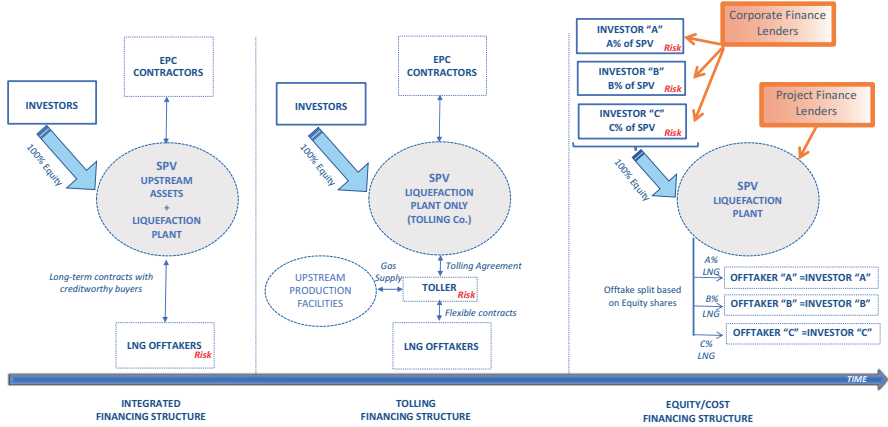 EPC
CONTRACTORS
INVESTORS
100% Equity
SPV
UPSTREAM
ASSETS
+
LIQUEFACTION
PLANT
Long-term contracts with
creditworthy buyers
LNG OFFTAKERS
Risk
EPC
CONTRACTORS
INVESTORS
100% Equity
SPV
LIQUEFACTION
PLANT ONLY
(TOLLING Co.)
Gas
Supply
Tolling Agreement
UPSTREAM
PRODUCTION
FACILITIES
TOLLER
Risk
Flexible contracts
LNG OFFTAKERS
Corporate Finance
Lenders
INVESTOR “A”
A% of SPV
Risk
INVESTOR “B”
B% of SPV
Risk
INVESTOR “C”
C% of SPV
Risk
Project Finance
Lenders
100% Equity
SPV
LIQUEFACTION
PLANT
Offtake split based
on Equity shares
A%
LNG
OFFTAKER “A” =INVESTOR “A”
B%
LNG
OFFTAKER “B” =INVESTOR “B”
C%
LNG
OFFTAKER “C” =INVESTOR “C”
TIME
INTEGRATED
FINANCING STRUCTURE
TOLLING
FINANCING STRUCTURE
EQUITY/COST
FINANCING STRUCTURE